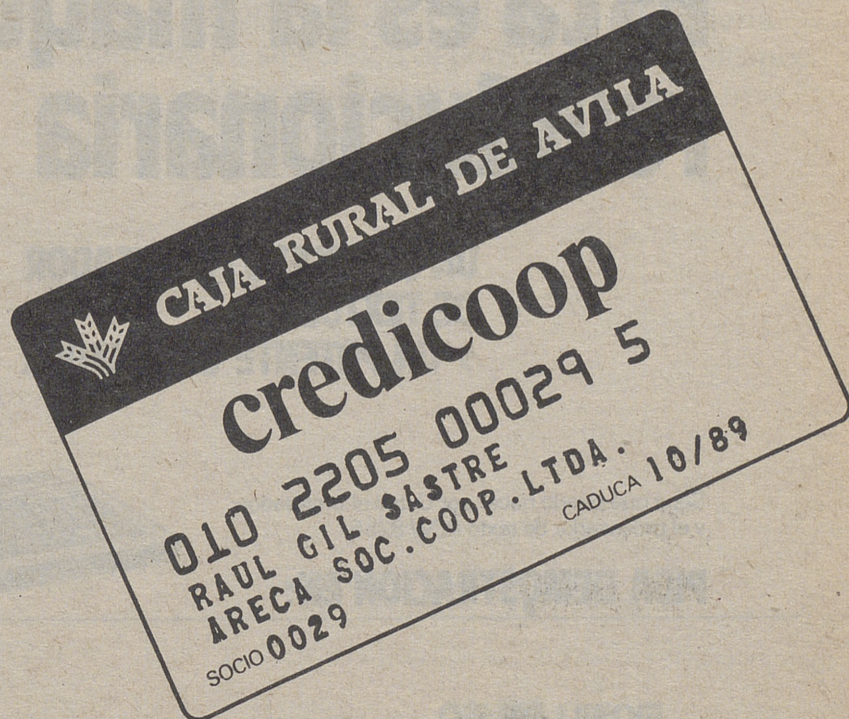 CAJA RURAL DE AVILA
credicoop
010 2205 00029 5
RAUL GIL SASTRE
ARECA SOC.COOP.LTDA.
CADUCA 10/89
SOCIO 0029